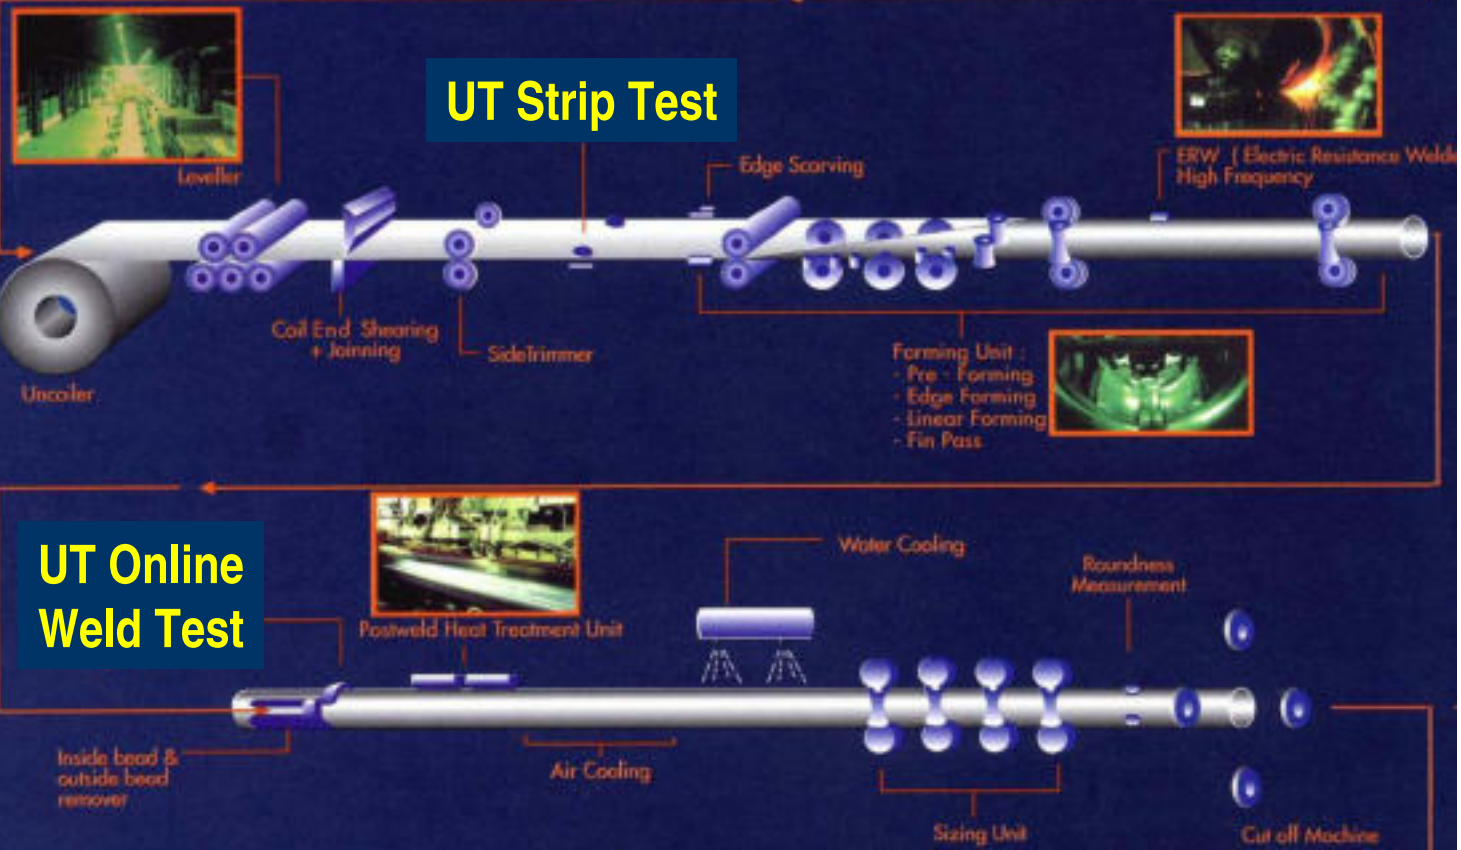 UT Strip Test
Leveller
Edge Scarving
ERW ( Electric Resistance Welde
High Frequency
Coil End Shearing
+ Joinning
SideTrimmer
Uncoiler
Forming Unit :
- Pre - Forming
- Edge Forming
- Linear Forming
- Fin Pass
UT Online
Weld Test
Postweld Heat Treatment Unit
Water Cooling
Roundness
Measurement
Inside bead &
outside bead
remover
Air Cooling
Sizing Unit
Cut off Machine